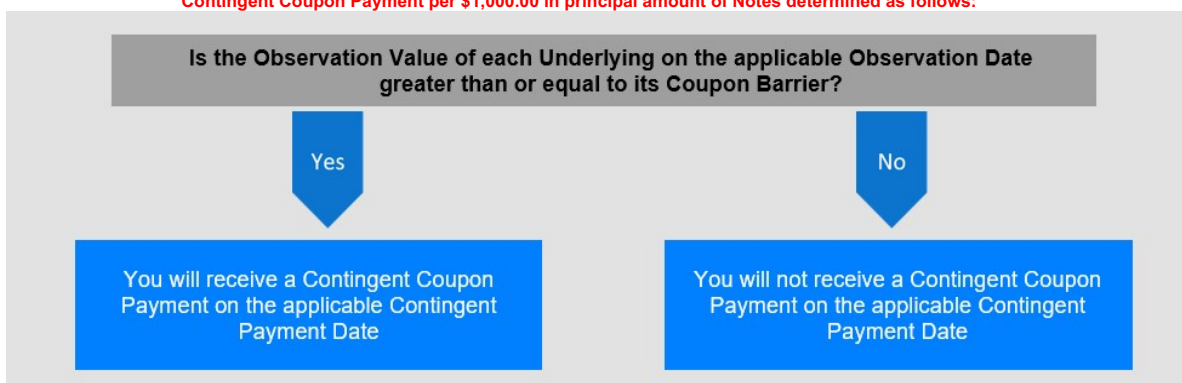 Contingent Coupon Payment per $1,000.00 in principal amount of Notes determined as follows:
Is the Observation Value of each Underlying on the applicable Observation Date
greater than or equal to its Coupon Barrier?
Yes
No
You will receive a Contingent Coupon
Payment on the applicable Contingent
Payment Date
You will not receive a Contingent Coupon
Payment on the applicable Contingent
Payment Date